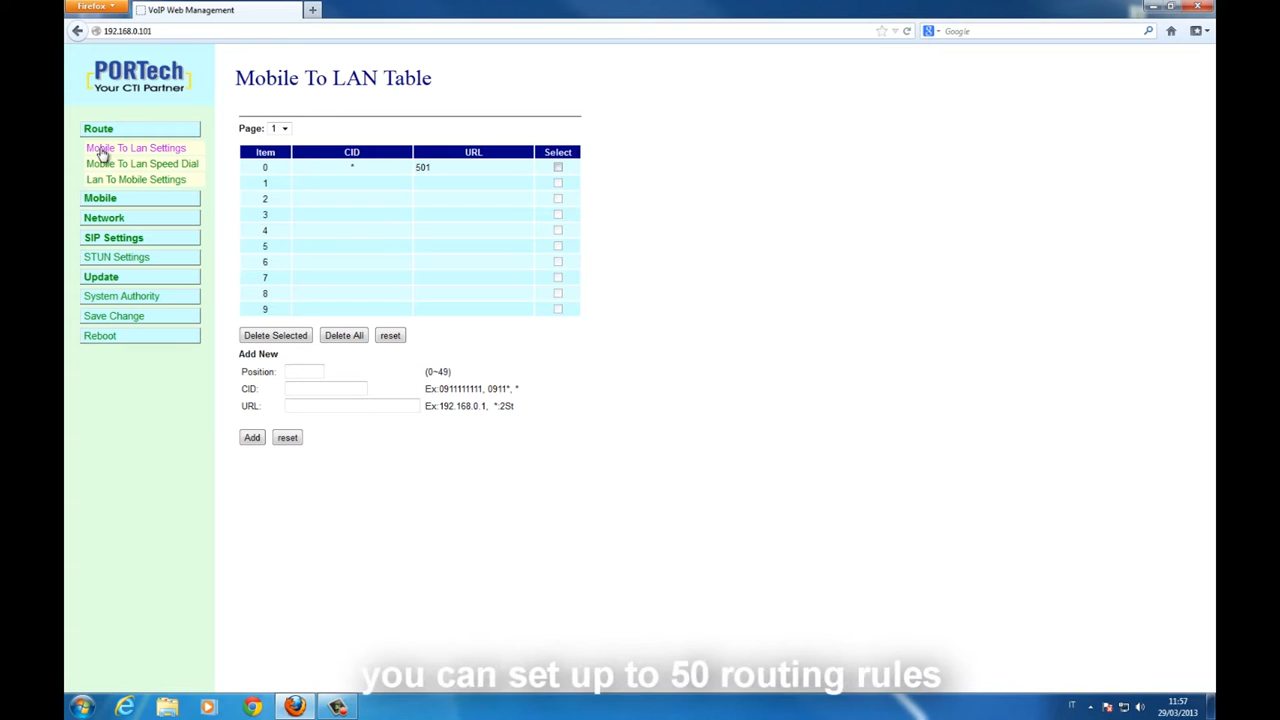 Firefox
VoIP Web Management
192.168.0.101
Google
PORTech
Your CTI Partner
Mobile To LAN Table
Route
Mobile To Lan Settings
Mobile To Lan Speed Dial
Lan To Mobile Settings
Mobile
Network
SIP Settings
STUN Settings
Update
System Authority
Save Change
Reboot
Page: 1
Item CID URL Select
0 * 501
1
2
3
4
5
6
7
8
9
Delete Selected Delete All reset
Add New
Position: (0~49)
CID: Ex:0911111111, 0911*, *
URL: Ex:192.168.0.1, *:2St
Add reset
you can set up to 50 routing rules
IT
11:57
29/03/2013